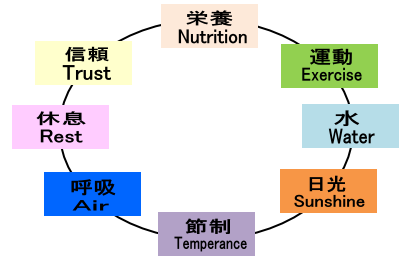 栄養
Nutrition
運動
Exercise
水
Water
日光
Sunshine
節制
Temperance
呼吸
Air
休息
Rest
信頼
Trust